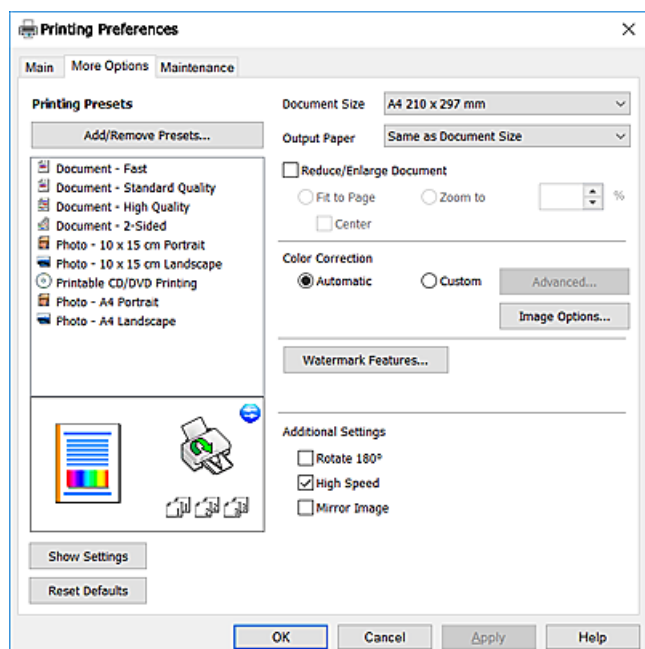 Printing Preferences
Main
More Options
Maintenance
Printing Presets
Add/Remove Presets...
Document - Fast
Document - Standard Quality
Document - High Quality
Document - 2-Sided
Photo - 10 x 15 cm Portrait
Photo - 10 x 15 cm Landscape
Printable CD/DVD Printing
Photo - A4 Portrait
Photo - A4 Landscape
Show Settings
Reset Defaults
Document Size
A4 210 x 297 mm
Output Paper
Same as Document Size
Reduce/Enlarge Document
Fit to Page
Zoom to
%
Center
Color Correction
Automatic
Custom
Advanced...
Image Options...
Watermark Features...
Additional Settings
Rotate 180º
High Speed
Mirror Image
OK
Cancel
Apply
Help